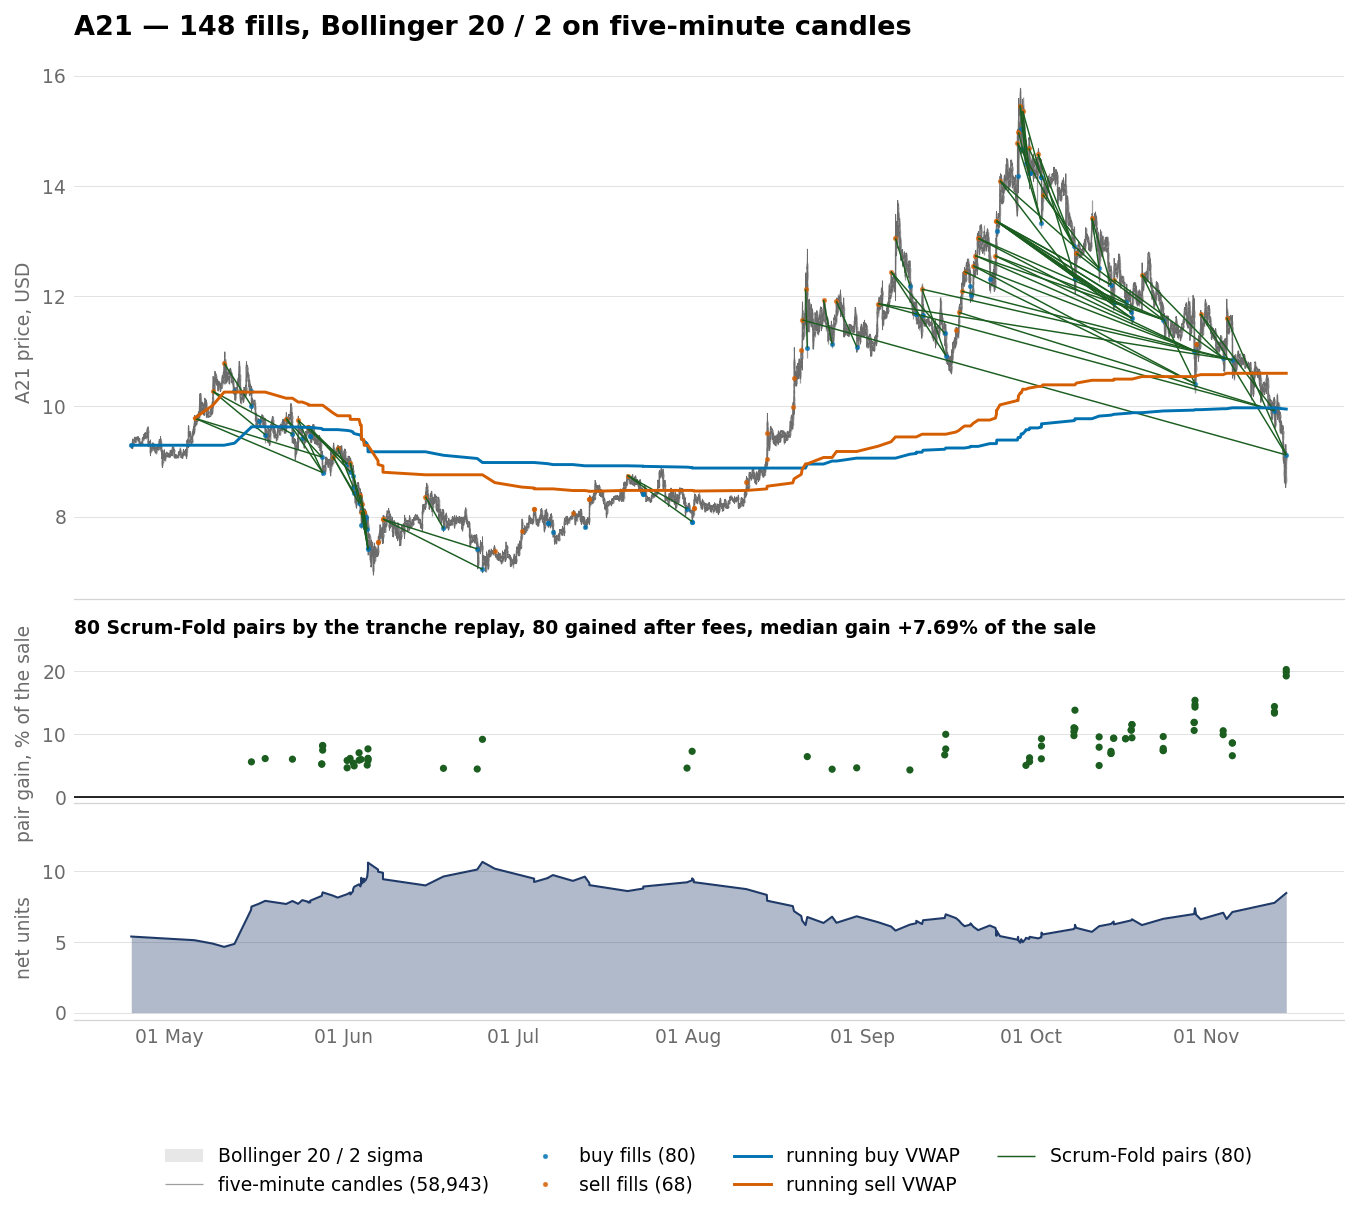 A21 — 148 fills, Bollinger 20 / 2 on five-minute candles
16
14
12
10
8
A21 price, USD
80 Scrum-Fold pairs by the tranche replay, 80 gained after fees, median gain +7.69% of the sale
20
10
0
pair gain, % of the sale
10
5
0
net units
01 May
01 Jun
01 Jul
01 Aug
01 Sep
01 Oct
01 Nov
Bollinger 20 / 2 sigma
five-minute candles (58,943)
buy fills (80)
sell fills (68)
running buy VWAP
running sell VWAP
Scrum-Fold pairs (80)